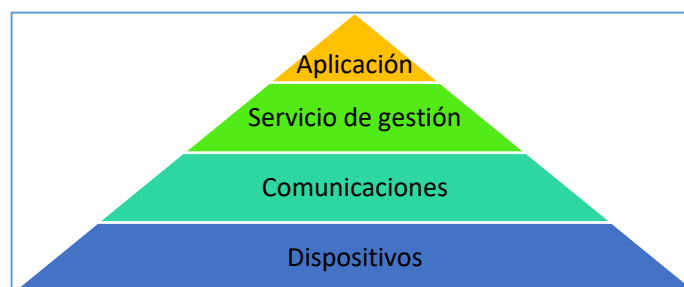 Aplicación
Servicio de gestión
Comunicaciones
Dispositivos